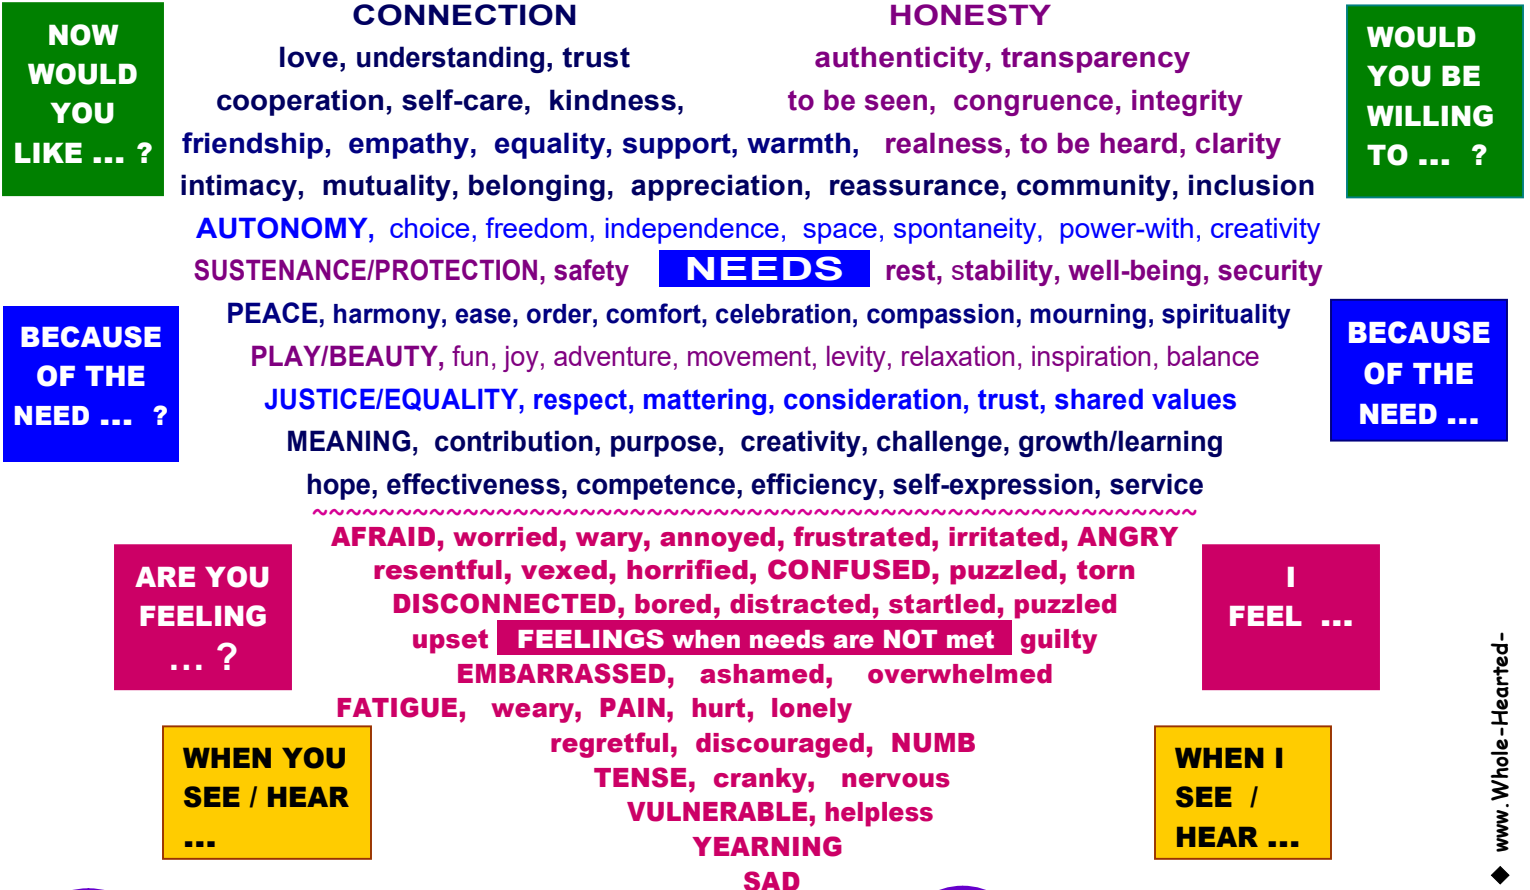 NOW
WOULD
YOU
LIKE ... ?
CONNECTION
HONESTY
WOULD
YOU BE
WILLING
TO ... ?
love, understanding, trust
authenticity, transparency
cooperation, self-care, kindness,
to be seen, congruence, integrity
friendship, empathy, equality, support, warmth, realness, to be heard, clarity
intimacy, mutuality, belonging, appreciation, reassurance, community, inclusion
AUTONOMY, choice, freedom, independence, space, spontaneity, power-with, creativity
SUSTENANCE/PROTECTION, safety NEEDS rest, stability, well-being, security
BECAUSE
OF THE
NEED ... ?
PEACE, harmony, ease, order, comfort, celebration, compassion, mourning, spirituality
PLAY/BEAUTY, fun, joy, adventure, movement, levity, relaxation, inspiration, balance
JUSTICE/EQUALITY, respect, mattering, consideration, trust, shared values
MEANING, contribution, purpose, creativity, challenge, growth/learning
hope, effectiveness, competence, efficiency, self-expression, service
BECAUSE
OF THE
NEED ...
~~~~~~~~~~~~~~~~~~~~~~~~~~~~~~~~~~~~~~~~~~~~~~~~~~~~~
ARE YOU
FEELING
... ?
AFRAID, worried, wary, annoyed, frustrated, irritated, ANGRY
resentful, vexed, horrified, CONFUSED, puzzled, torn
DISCONNECTED, bored, distracted, startled, puzzled
upset FEELINGS when needs are NOT met guilty
EMBARRASSED, ashamed, overwhelmed
FATIGUE, weary, PAIN, hurt, lonely
regretful, discouraged, NUMB
TENSE, cranky, nervous
VULNERABLE, helpless
YEARNING
SAD
I
FEEL ...
WHEN YOU
SEE / HEAR
...
WHEN I
SEE /
HEAR ...
◆ www.Whole-Hearted-